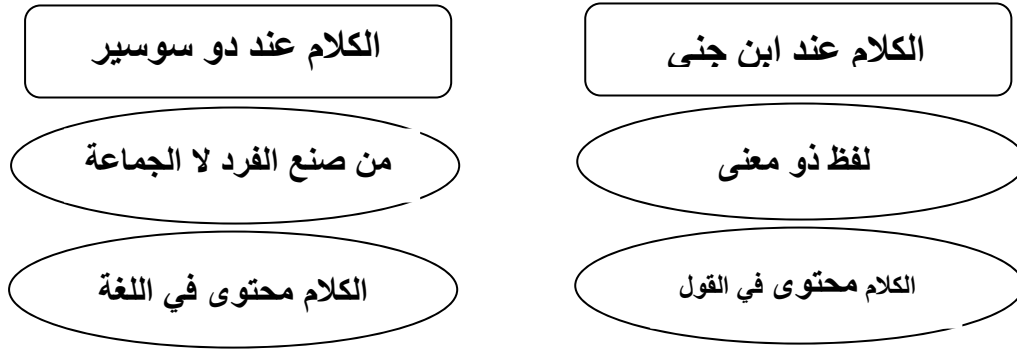 الكلام عند ابن جنى
الكلام عند دو سوسير
لفظ ذو معنى
من صنع الفرد لا الجماعة
الكلام محتوى في القول
الكلام محتوى في اللغة